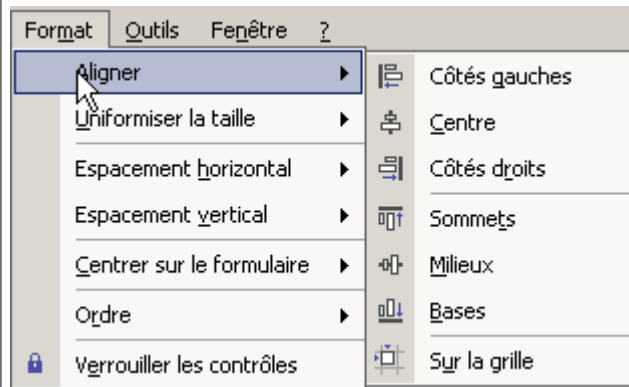 Format Outils Fenêtre ?
Aligner
Uniformiser la taille
Espacement horizontal
Espacement vertical
Centrer sur le formulaire
Ordre
Verrouiller les contrôles
Côtés gauches
Centre
Côtés droits
Sommets
Milieux
Bases
Sur la grille